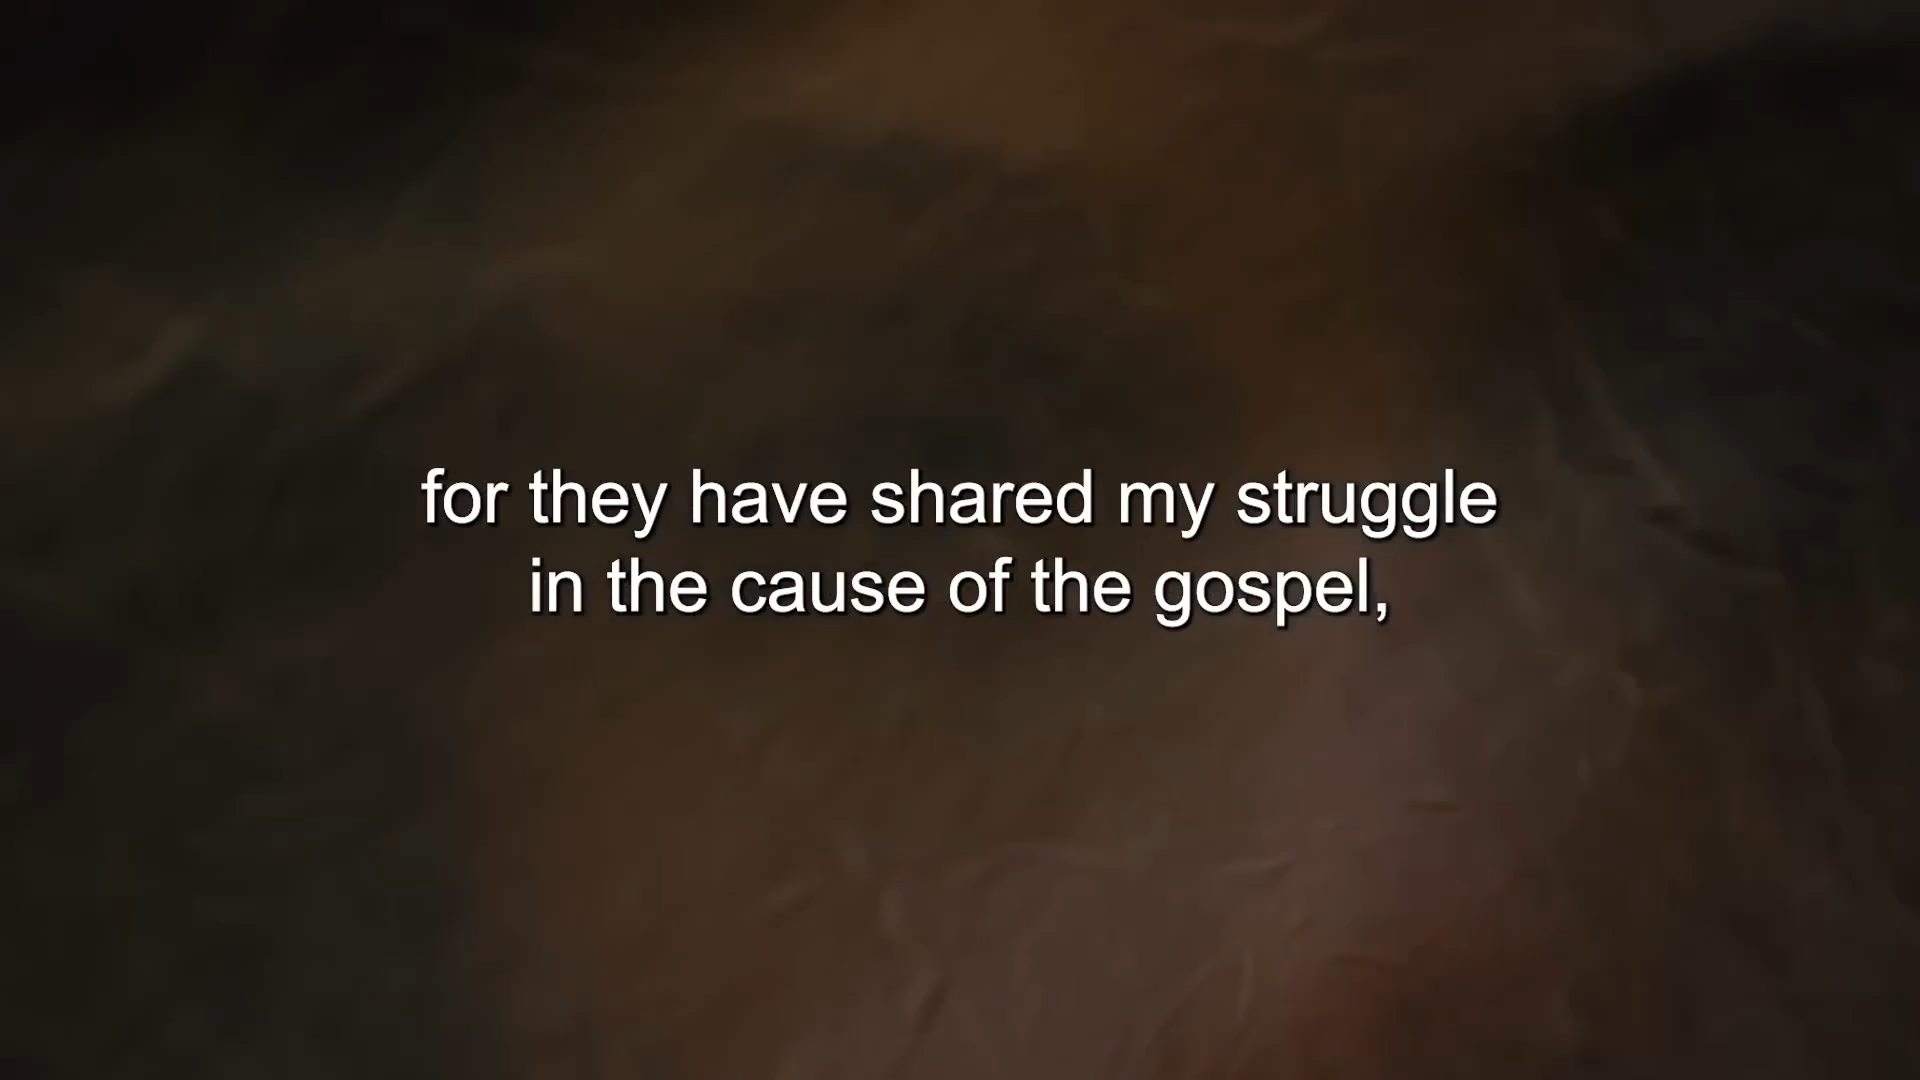 for they have shared my struggle
in the cause of the gospel,